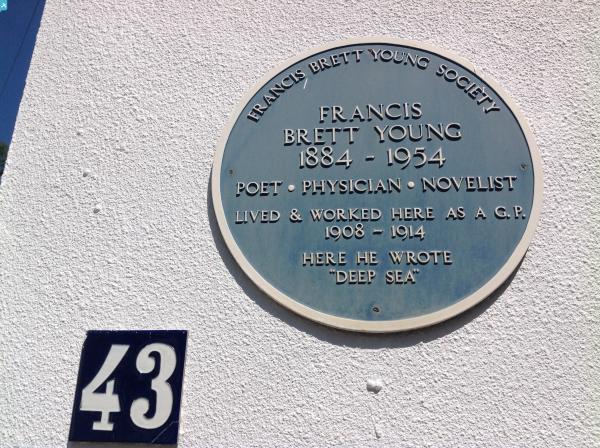 FRANCIS BRETT YOUNG SOCIETY
FRANCIS
BRETT YOUNG
1884 - 1954
POET • PHYSICIAN • NOVELIST
LIVED & WORKED HERE AS A G.P.
1908 - 1914
HERE HE WROTE
"DEEP SEA"
43